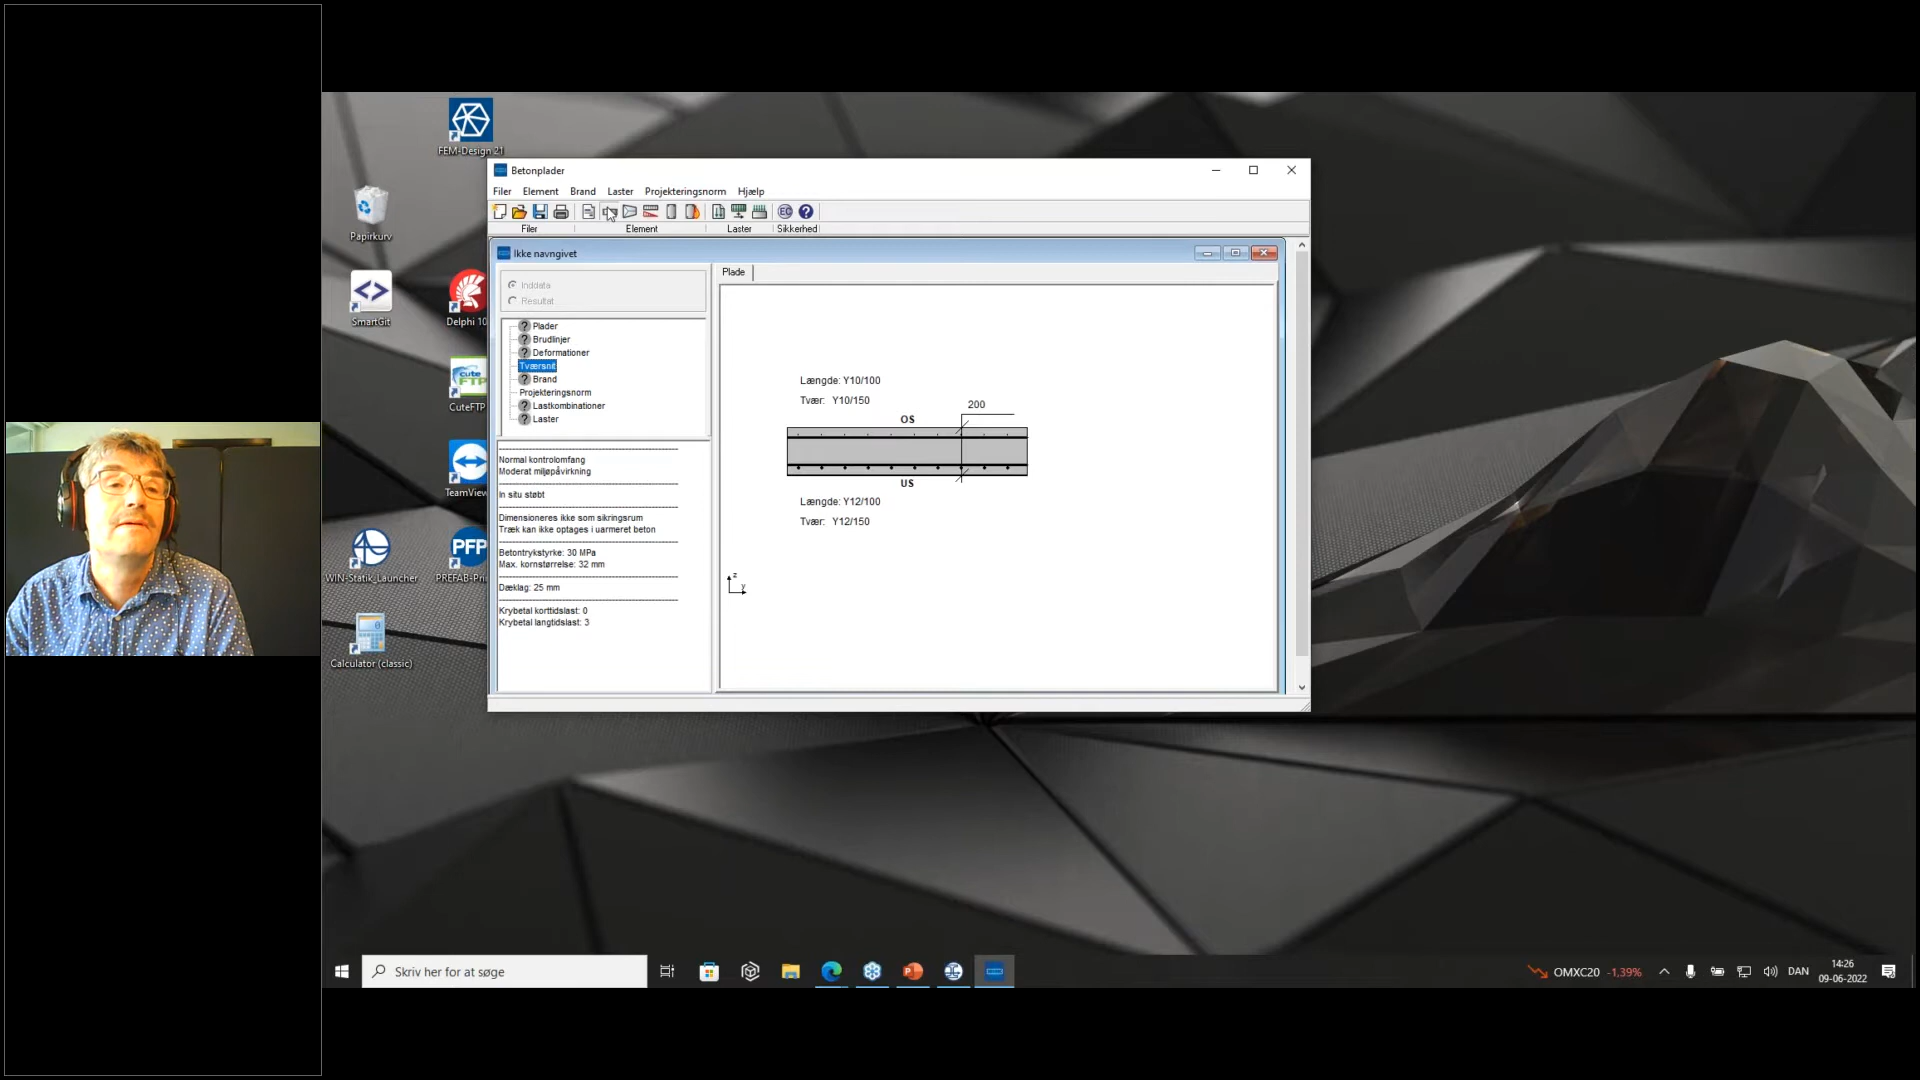 FEM-Design 21
Papirkurv
SmartGit
Delphi 10
cute
FTP
CuteFTP
TeamView
WIN-Statik_Launcher
PFP
PREFAB-Prin
Calculator (classic)
Betonplader
Filer Element Brand Laster Projekteringsnorm Hjælp
EC ?
Filer Element Laster Sikkerhed
Ikke navngivet
Inddata
Resultat
Plader
Brudlinjer
Deformationer
Tværsnit
Brand
Projekteringsnorm
Lastkombinationer
Laster
Normal kontrolomfang
Moderat miljøpåvirkning
In situ støbt
Dimensioneres ikke som sikringsrum
Træk kan ikke optages i uarmeret beton
Betontrykstyrke: 30 MPa
Max. kornstørrelse: 32 mm
Dæklag: 25 mm
Krybetal korttidslast: 0
Krybetal langtidslast: 3
Plade
Længde: Y10/100
Tvær: Y10/150
200
OS
US
Længde: Y12/100
Tvær: Y12/150
z
y
Skriv her for at søge
OMXC20 -1,39%
DAN
14:26
09-06-2022